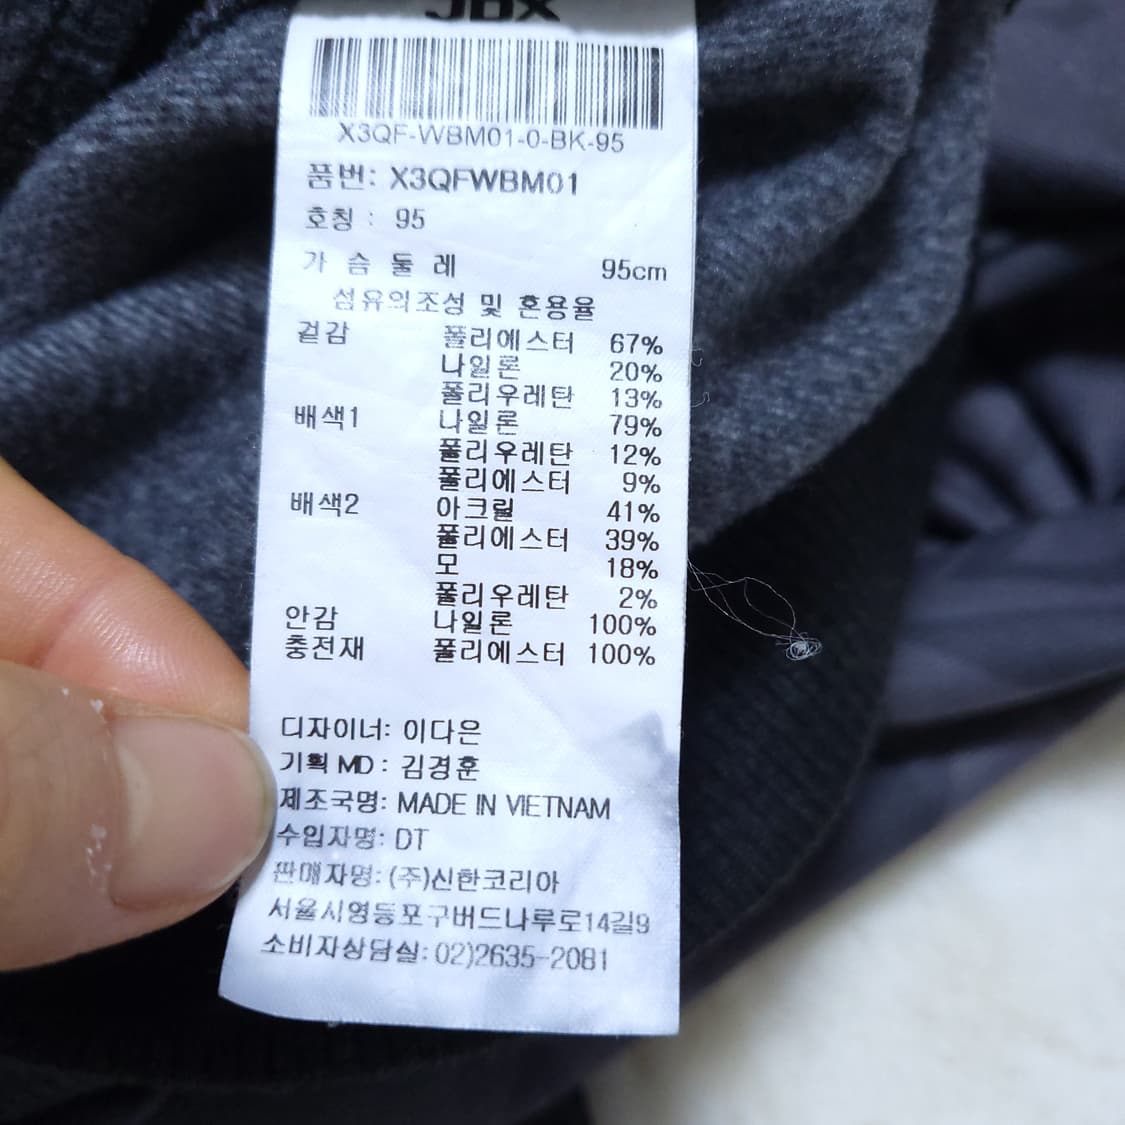 JDX
X3QF-WBM01-0-BK-95
품번: X3QFWBM01
호칭 : 95
가 슴 둘 레 95cm
섬유의조성 및 혼용율
겉감 폴리에스터 67%
나일론 20%
폴리우레탄 13%
배색1 나일론 79%
폴리우레탄 12%
폴리에스터 9%
배색2 아크릴 41%
폴리에스터 39%
모 18%
폴리우레탄 2%
안감 나일론 100%
충전재 폴리에스터 100%
디자이너: 이다은
기획 MD : 김경훈
제조국명: MADE IN VIETNAM
수입자명: DT
판매자명: (주)신한코리아
서울시영등포구버드나루로14길9
소비자상담실: 02)2635-2081